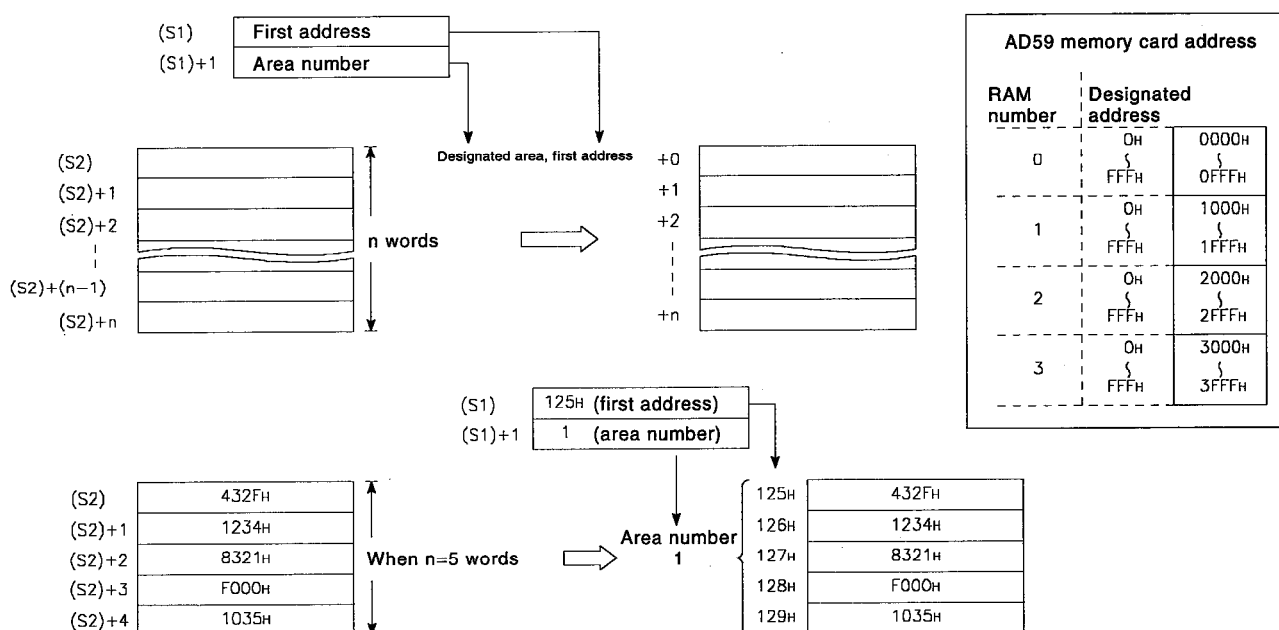 (S1) First address
(S1)+1 Area number
Designated area, first address
(S2)
(S2)+1
(S2)+2
(S2)+(n-1)
(S2)+n
n words
+0
+1
+2
+n
AD59 memory card address
RAM number Designated address
0 0H FFFH 0000H 0FFFH
1 0H FFFH 1000H 1FFFH
2 0H FFFH 2000H 2FFFH
3 0H FFFH 3000H 3FFFH
(S1) 125H (first address)
(S1)+1 1 (area number)
(S2) 432FH
(S2)+1 1234H
(S2)+2 8321H
(S2)+3 F000H
(S2)+4 1035H
When n=5 words
Area number
1
125H 432FH
126H 1234H
127H 8321H
128H F000H
129H 1035H